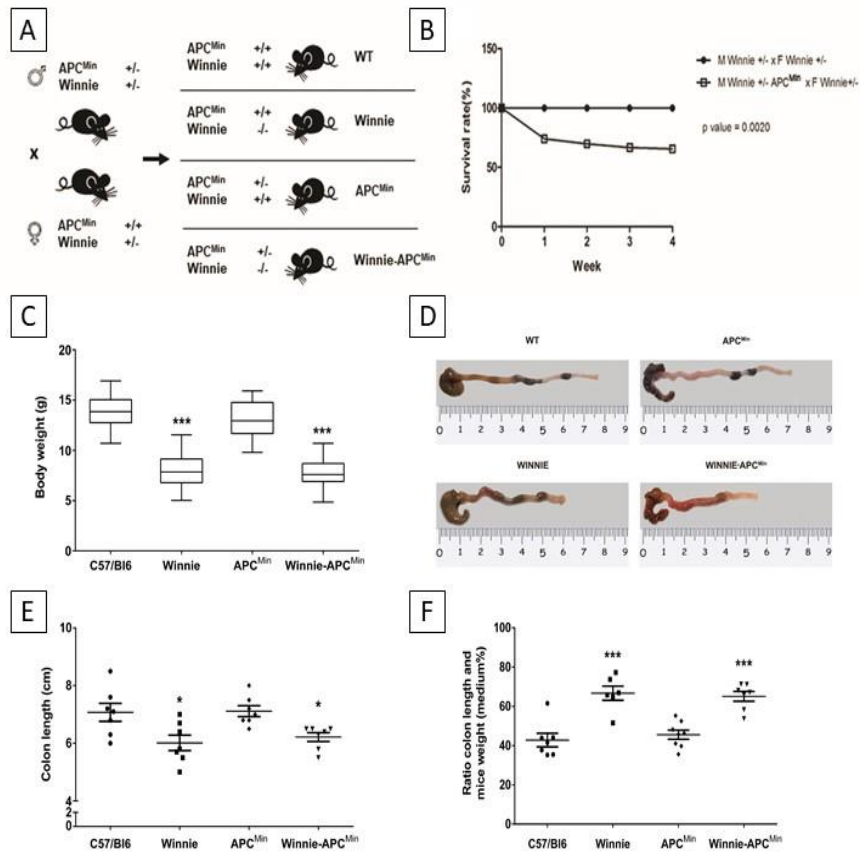 A
APC^Min +/-
Winnie +/-
x
APC^Min +/+
Winnie +/-
APC^Min +/+
Winnie +/+
WT
APC^Min +/+
Winnie -/-
Winnie
APC^Min +/-
Winnie +/+
APC^Min
APC^Min +/-
Winnie -/-
Winnie-APC^Min
B
150
100
50
0
Survival rate(%)
0 1 2 3 4
Week
M Winnie +/- x F Winnie +/-
M Winnie +/- APC^Min x F Winnie+/-
p value = 0.0020
C
20
15
10
5
0
Body weight (g)
*** ***
C57/Bl6 Winnie APC^Min Winnie-APC^Min
D
WT
0 1 2 3 4 5 6 7 8 9
APC^Min
0 1 2 3 4 5 6 7 8 9
WINNIE
0 1 2 3 4 5 6 7 8 9
WINNIE-APC^Min
0 1 2 3 4 5 6 7 8 9
E
10
8
6
4
2
0
Colon length (cm)
* *
C57/Bl6 Winnie APC^Min Winnie-APC^Min
F
100
80
60
40
20
0
Ratio colon length and
mice weight (medium%)
*** ***
C57/Bl6 Winnie APC^Min Winnie-APC^Min